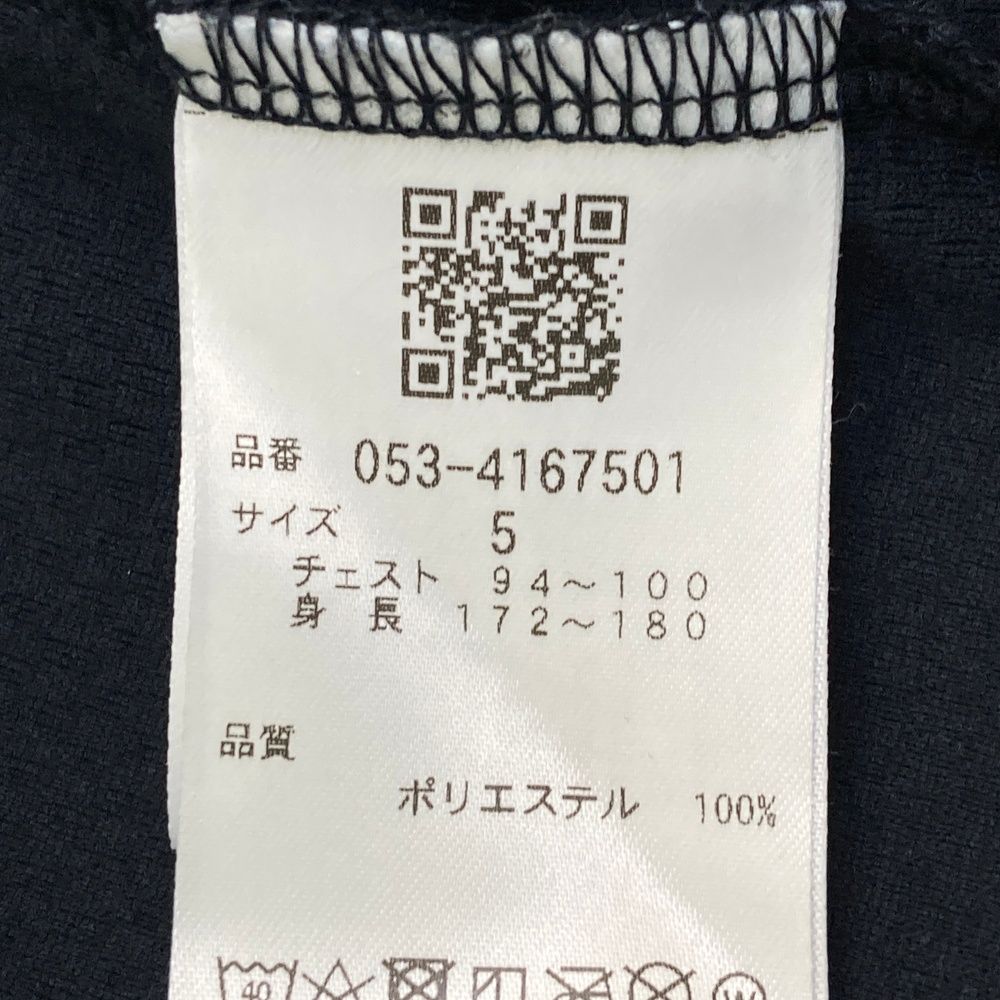 品番 053-4167501
サイズ 5
チェスト 94～100
身 長 172～180
品質
ポリエステル 100%
40
W